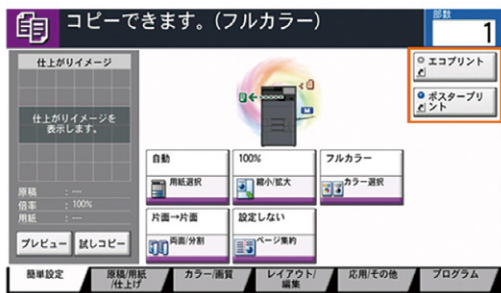 コピーできます。(フルカラー)
部数
1
仕上がりイメージ
仕上がりイメージを
表示します。
原稿 : ---
倍率 : 100%
用紙 : ---
プレビュー
試しコピー
エコプリント
ポスタープリ
ント
自動
用紙選択
100%
縮小/拡大
フルカラー
カラー選択
片面→片面
両面/分割
設定しない
ページ集約
簡単設定
原稿/用紙
/仕上げ
カラー/画質
レイアウト/
編集
応用/その他
プログラム